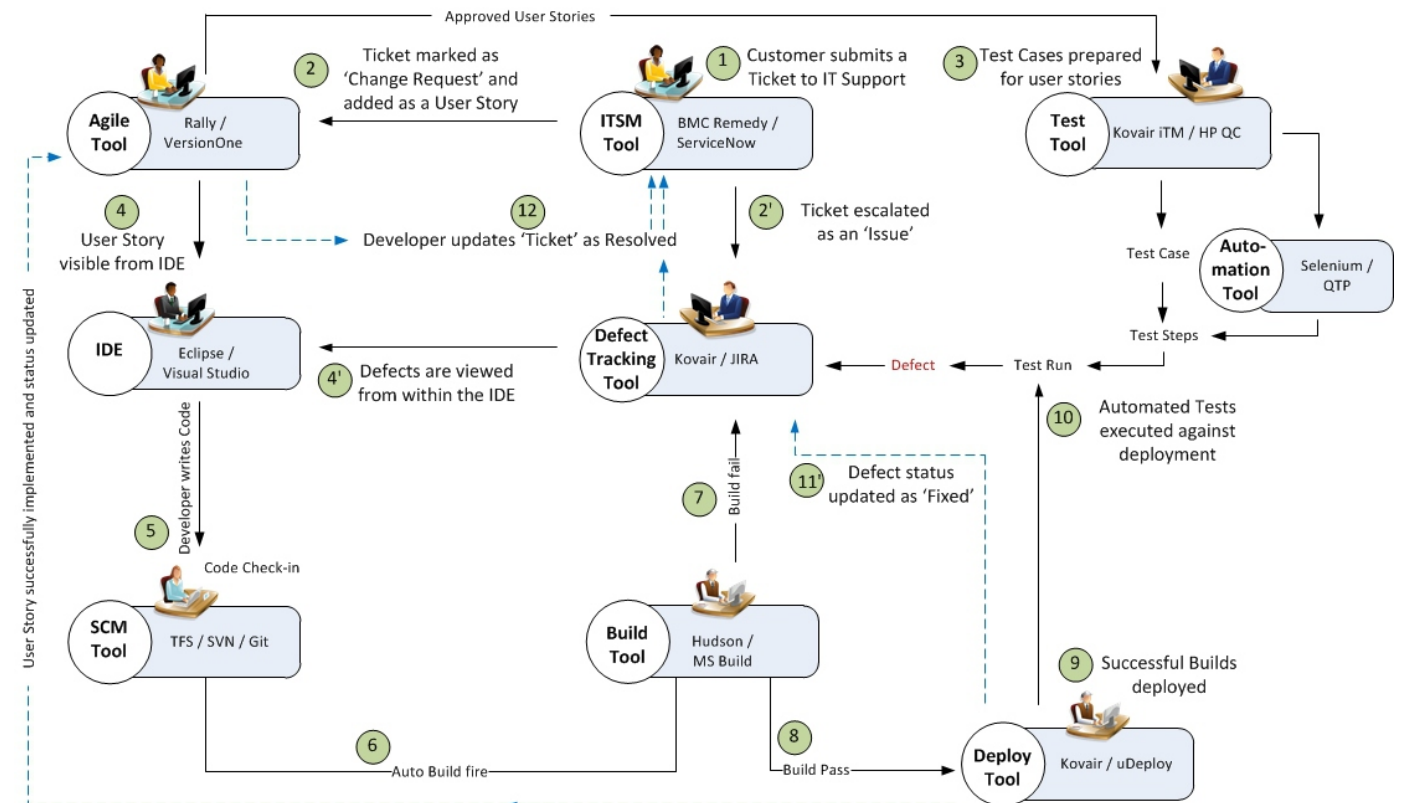 Approved User Stories
2
Ticket marked as
‘Change Request’ and
added as a User Story
1
Customer submits a
Ticket to IT Support
3
Test Cases prepared
for user stories
Agile
Tool
Rally /
VersionOne
ITSM
Tool
BMC Remedy /
ServiceNow
Test
Tool
Kovair iTM / HP QC
4
User Story
visible from IDE
12
Developer updates ‘Ticket’ as Resolved
2'
Ticket escalated
as an ‘Issue’
Test Case
Auto-
mation
Tool
Selenium /
QTP
Test Steps
IDE
Eclipse /
Visual Studio
4'
Defects are viewed
from within the IDE
Defect
Tracking
Tool
Kovair / JIRA
Defect
Test Run
10
Automated Tests
executed against
deployment
User Story successfully implemented and status updated
5
Developer writes Code
Code Check-in
7
Build fail
11'
Defect status
updated as ‘Fixed’
SCM
Tool
TFS / SVN / Git
Build
Tool
Hudson /
MS Build
9
Successful Builds
deployed
6
Auto Build fire
8
Build Pass
Deploy
Tool
Kovair / uDeploy